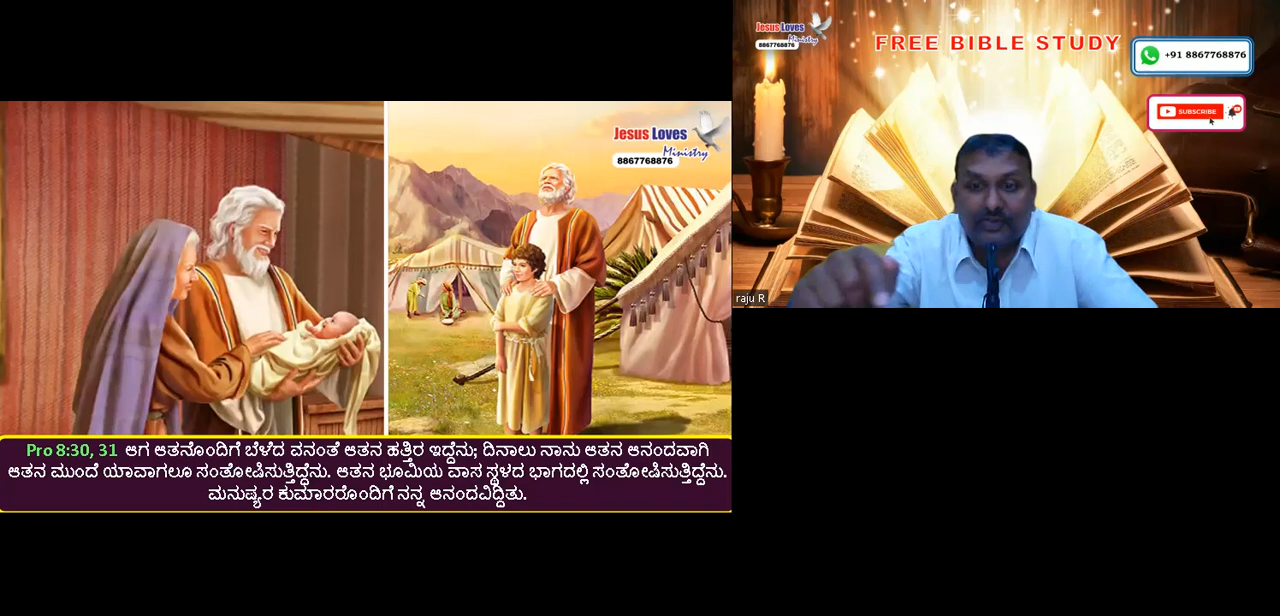 Jesus Loves
Ministry
8867768876
Pro 8:30, 31 ಆಗ ಆತನೊಂದಿಗೆ ಬೆಳೆದ ವನಂತೆ ಆತನ ಹತ್ತಿರ ಇದ್ದೆನು; ದಿನಾಲು ನಾನು ಆತನ ಆನಂದವಾಗಿ
ಆತನ ಮುಂದೆ ಯಾವಾಗಲೂ ಸಂತೋಷಿಸುತ್ತಿದ್ದೆನು. ಆತನ ಭೂಮಿಯ ವಾಸ ಸ್ಥಳದ ಭಾಗದಲ್ಲಿ ಸಂತೋಷಿಸುತ್ತಿದ್ದೆನು.
ಮನುಷ್ಯರ ಕುಮಾರರೊಂದಿಗೆ ನನ್ನ ಆನಂದವಿದ್ದಿತು.
Jesus Loves
Ministry
8867768876
FREE BIBLE STUDY
+91 8867768876
SUBSCRIBE
raju R